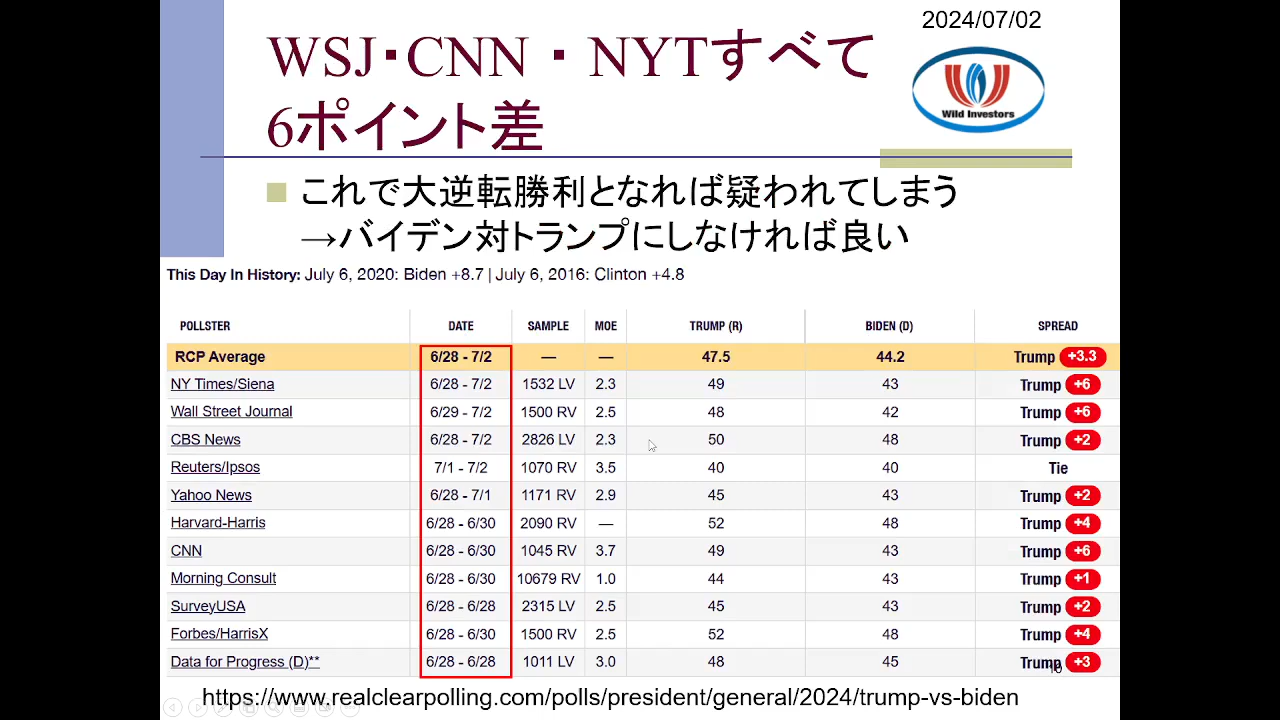 2024/07/02
WSJ・CNN・NYTすべて
6ポイント差
Wild Investors
これで大逆転勝利となれば疑われてしまう
→バイデン対トランプにしなければ良い
This Day In History: July 6, 2020: Biden +8.7 | July 6, 2016: Clinton +4.8
POLLSTER DATE SAMPLE MOE TRUMP (R) BIDEN (D) SPREAD
RCP Average 6/28 - 7/2 — — 47.5 44.2 Trump +3.3
NY Times/Siena 6/28 - 7/2 1532 LV 2.3 49 43 Trump +6
Wall Street Journal 6/29 - 7/2 1500 RV 2.5 48 42 Trump +6
CBS News 6/28 - 7/2 2826 LV 2.3 50 48 Trump +2
Reuters/Ipsos 7/1 - 7/2 1070 RV 3.5 40 40 Tie
Yahoo News 6/28 - 7/1 1171 RV 2.9 45 43 Trump +2
Harvard-Harris 6/28 - 6/30 2090 RV — 52 48 Trump +4
CNN 6/28 - 6/30 1045 RV 3.7 49 43 Trump +6
Morning Consult 6/28 - 6/30 10679 RV 1.0 44 43 Trump +1
SurveyUSA 6/28 - 6/28 2315 LV 2.5 45 43 Trump +2
Forbes/HarrisX 6/28 - 6/30 1500 RV 2.5 52 48 Trump +4
Data for Progress (D)** 6/28 - 6/28 1011 LV 3.0 48 45 Trump +3
https://www.realclearpolling.com/polls/president/general/2024/trump-vs-biden